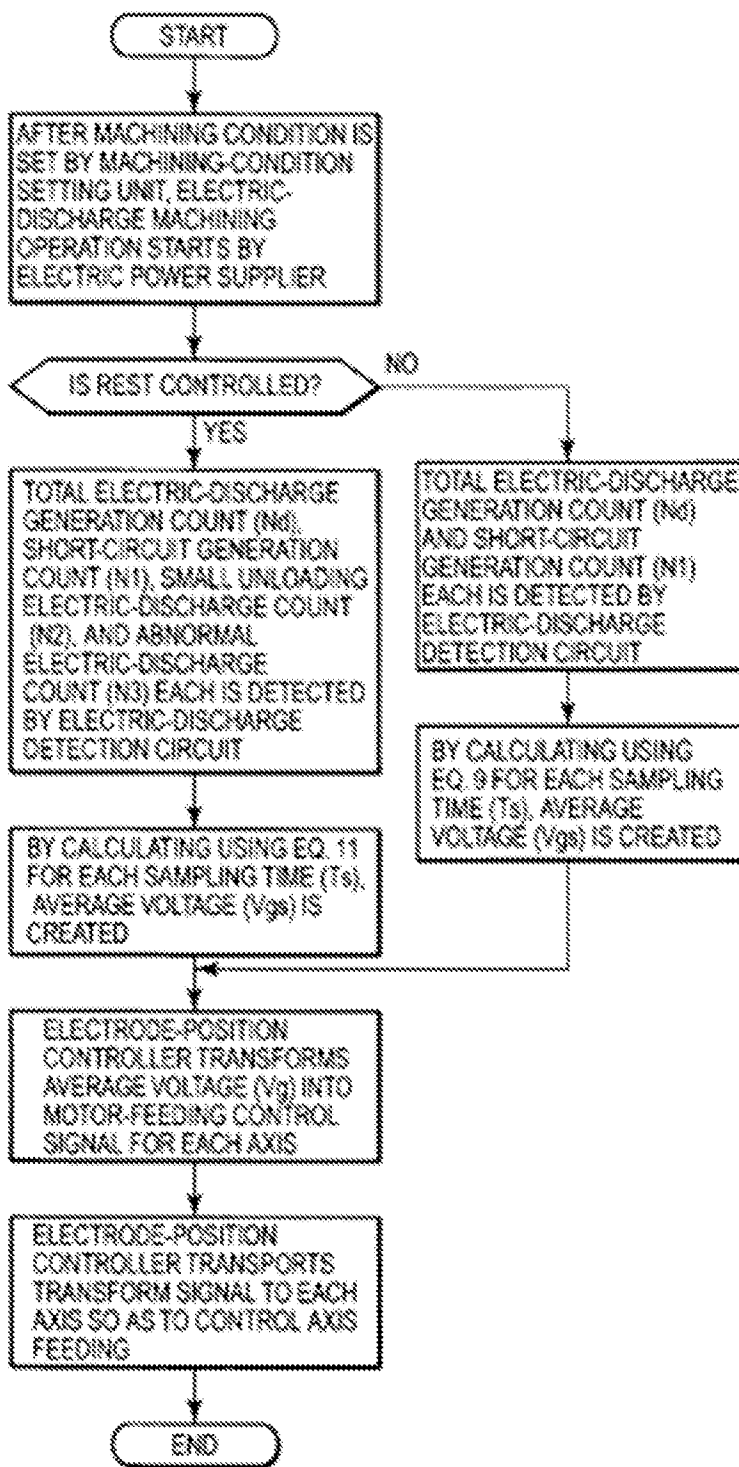 START
AFTER MACHINING CONDITION IS
SET BY MACHINING-CONDITION
SETTING UNIT, ELECTRIC-
DISCHARGE MACHINING
OPERATION STARTS BY
ELECTRIC POWER SUPPLIER
IS REST CONTROLLED?
NO
YES
TOTAL ELECTRIC-DISCHARGE
GENERATION COUNT (Nd),
SHORT-CIRCUIT GENERATION
COUNT (N1), SMALL UNLOADING
ELECTRIC-DISCHARGE COUNT
(N2), AND ABNORMAL
ELECTRIC-DISCHARGE
COUNT (N3) EACH IS DETECTED
BY ELECTRIC-DISCHARGE
DETECTION CIRCUIT
TOTAL ELECTRIC-DISCHARGE
GENERATION COUNT (Nd)
AND SHORT-CIRCUIT
GENERATION COUNT (N1)
EACH IS DETECTED BY
ELECTRIC-DISCHARGE
DETECTION CIRCUIT
BY CALCULATING USING
EQ. 9 FOR EACH SAMPLING
TIME (Ts), AVERAGE
VOLTAGE (Vgs) IS CREATED
BY CALCULATING USING EQ. 11
FOR EACH SAMPLING TIME (Ts),
AVERAGE VOLTAGE (Vgs) IS
CREATED
ELECTRODE-POSITION
CONTROLLER TRANSFORMS
AVERAGE VOLTAGE (Vg) INTO
MOTOR-FEEDING CONTROL
SIGNAL FOR EACH AXIS
ELECTRODE-POSITION
CONTROLLER TRANSPORTS
TRANSFORM SIGNAL TO EACH
AXIS SO AS TO CONTROL AXIS
FEEDING
END